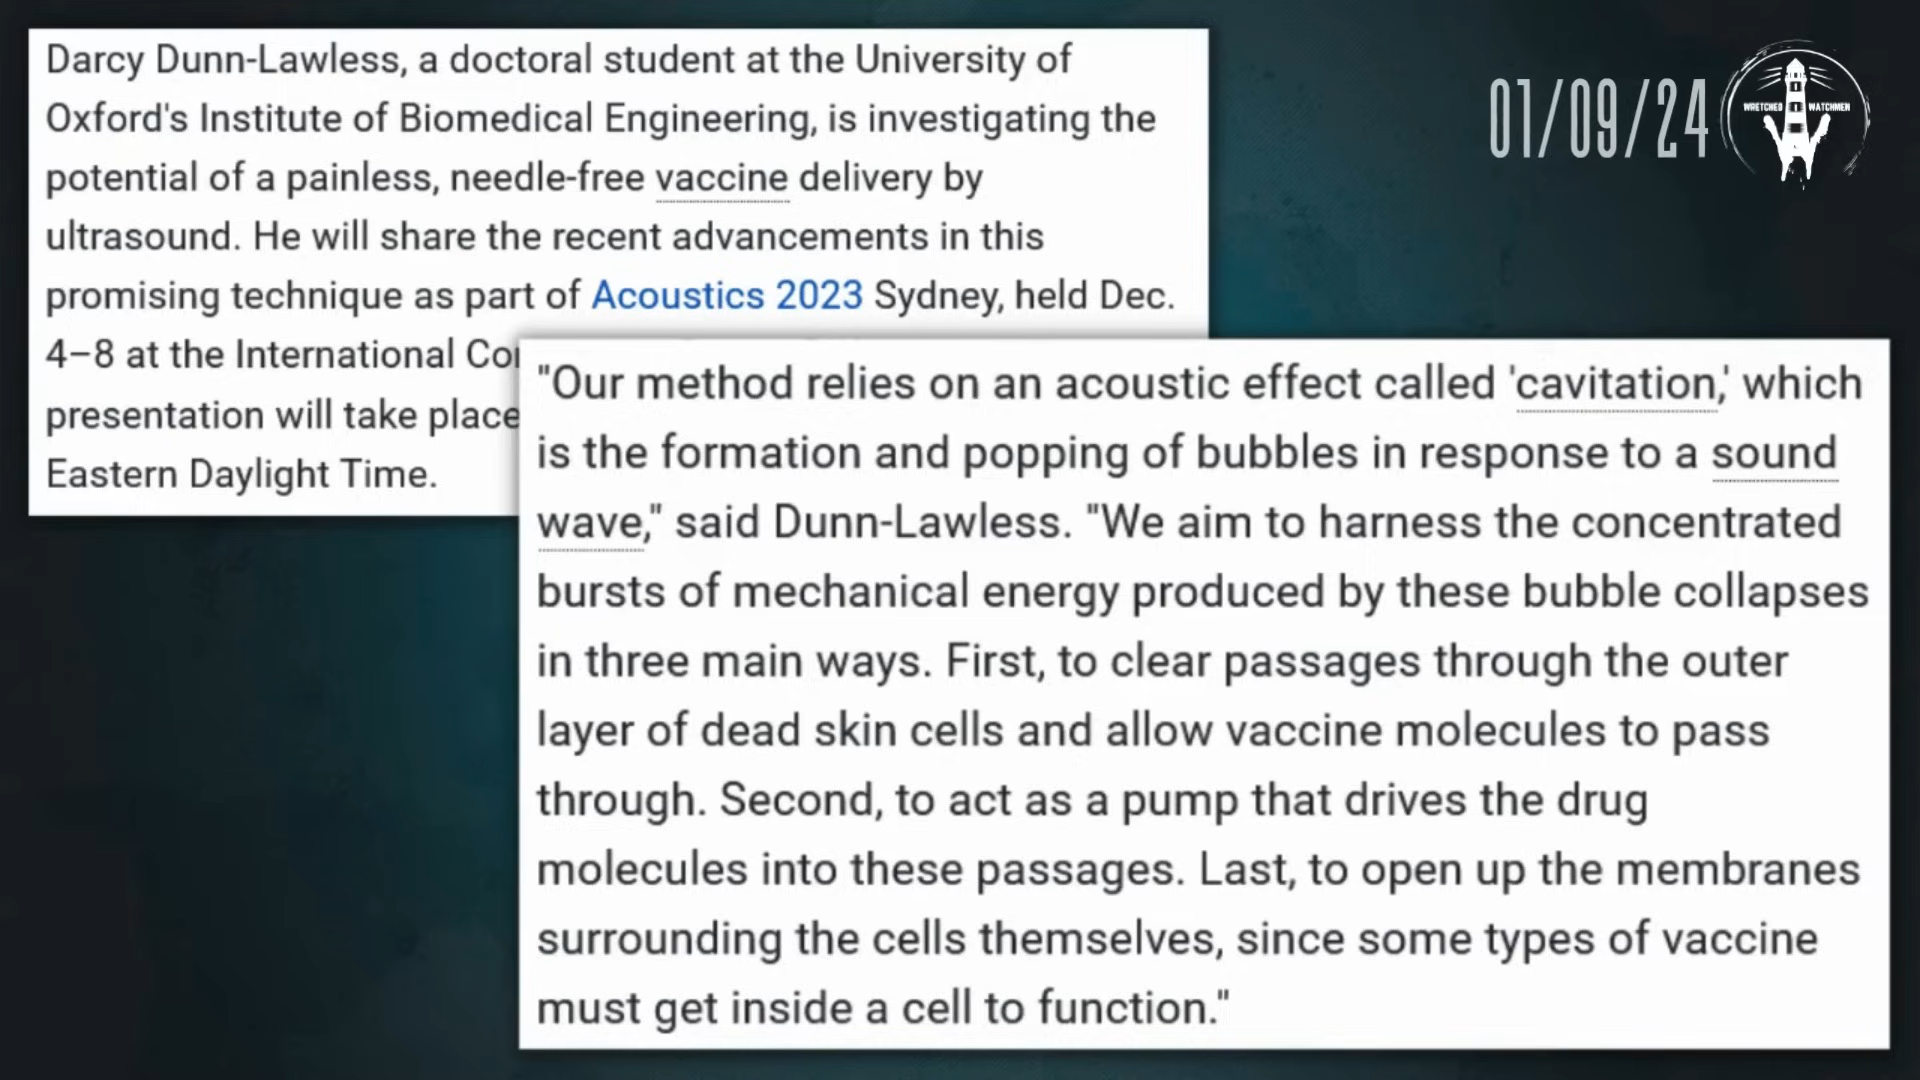 Darcy Dunn-Lawless, a doctoral student at the University of
Oxford's Institute of Biomedical Engineering, is investigating the
potential of a painless, needle-free vaccine delivery by
ultrasound. He will share the recent advancements in this
promising technique as part of Acoustics 2023 Sydney, held Dec.
4–8 at the International
presentation will take place
Eastern Daylight Time.
01/09/24
WRETCHED WATCHMEN
"Our method relies on an acoustic effect called 'cavitation,' which
is the formation and popping of bubbles in response to a sound
wave," said Dunn-Lawless. "We aim to harness the concentrated
bursts of mechanical energy produced by these bubble collapses
in three main ways. First, to clear passages through the outer
layer of dead skin cells and allow vaccine molecules to pass
through. Second, to act as a pump that drives the drug
molecules into these passages. Last, to open up the membranes
surrounding the cells themselves, since some types of vaccine
must get inside a cell to function."